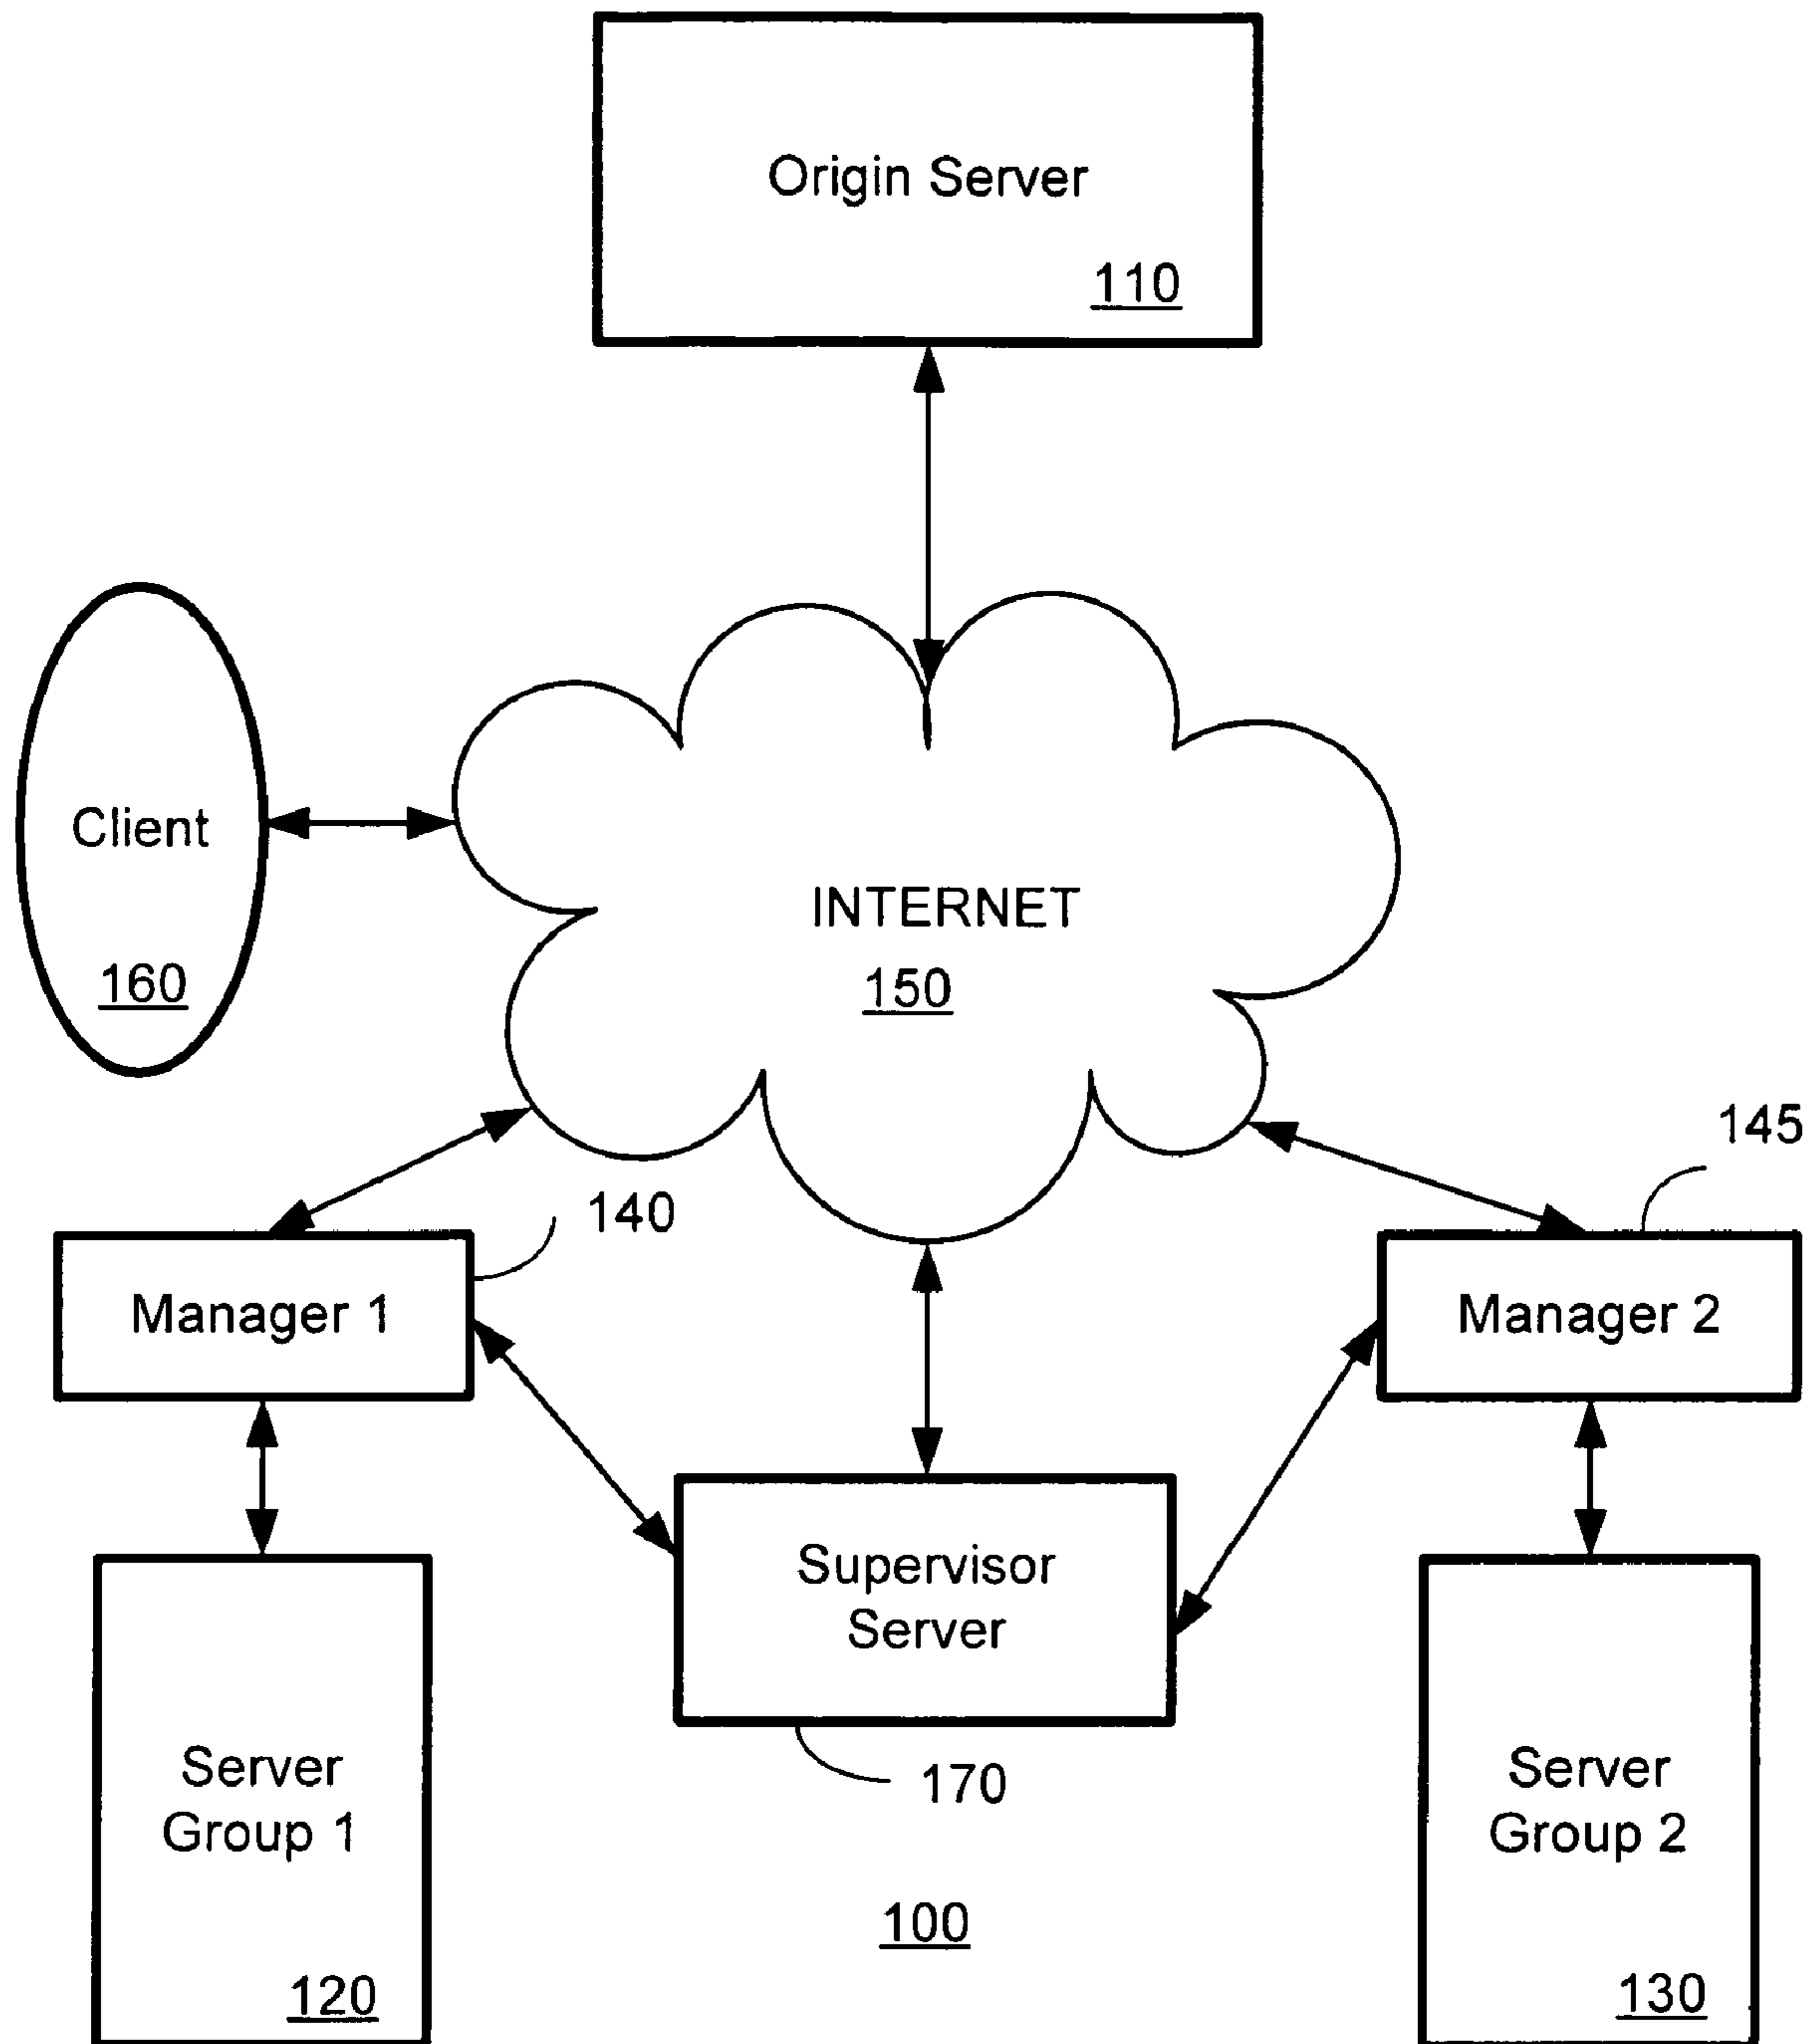 Origin Server
110
Client
160
INTERNET
150
145
140
Manager 1
Manager 2
Supervisor
Server
170
Server
Group 1
120
Server
Group 2
130
100